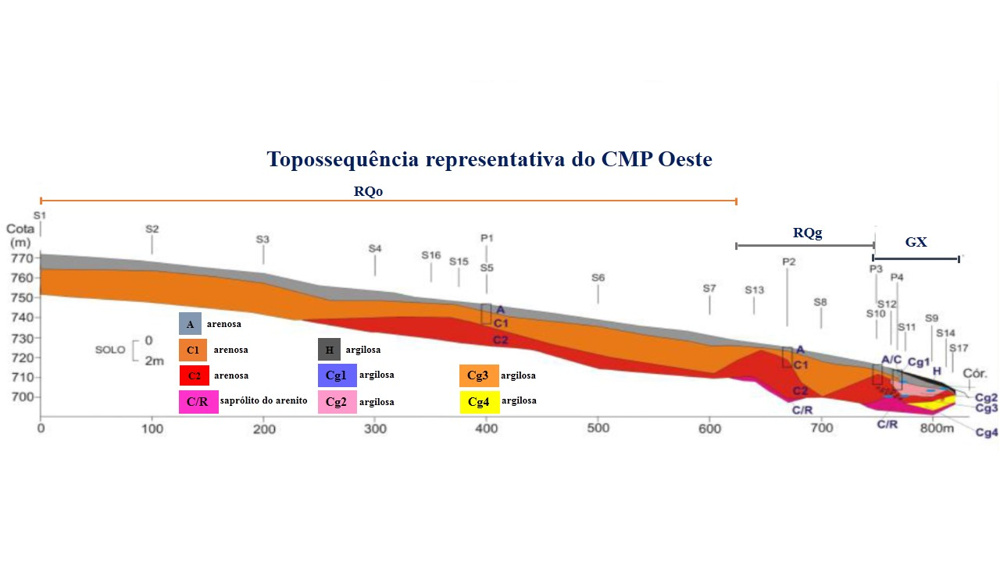 Topossequência representativa do CMP Oeste
RQo
RQg
GX
S1
S2
S3
S4
S16
S15
P1
S5
S6
S7
S13
P2
S8
P3
P4
S12
S10
S11
S9
S14
S17
Cota
(m)
770
760
750
740
730
720
710
700
A
C1
C2
A
C1
C2
C/R
A/C
Cg1
H
Cór.
Cg2
Cg3
Cg4
C/R
SOLO
0
2m
A arenosa
C1 arenosa
C2 arenosa
C/R saprólito do arenito
H argilosa
Cg1 argilosa
Cg2 argilosa
Cg3 argilosa
Cg4 argilosa
0 100 200 300 400 500 600 700 800m